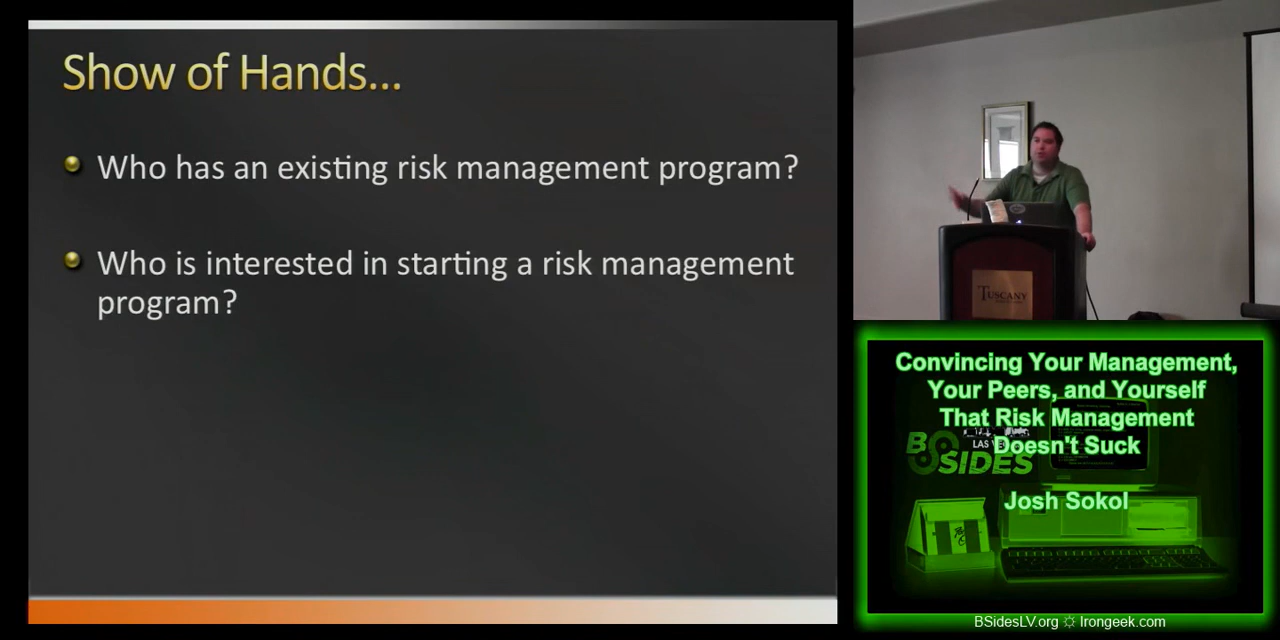 Show of Hands...
Who has an existing risk management program?
Who is interested in starting a risk management
program?
TUSCANY
Convincing Your Management,
Your Peers, and Yourself
That Risk Management
Doesn't Suck
LAS VE
BSIDES
Josh Sokol
BSidesLV.org ☼ Irongeek.com